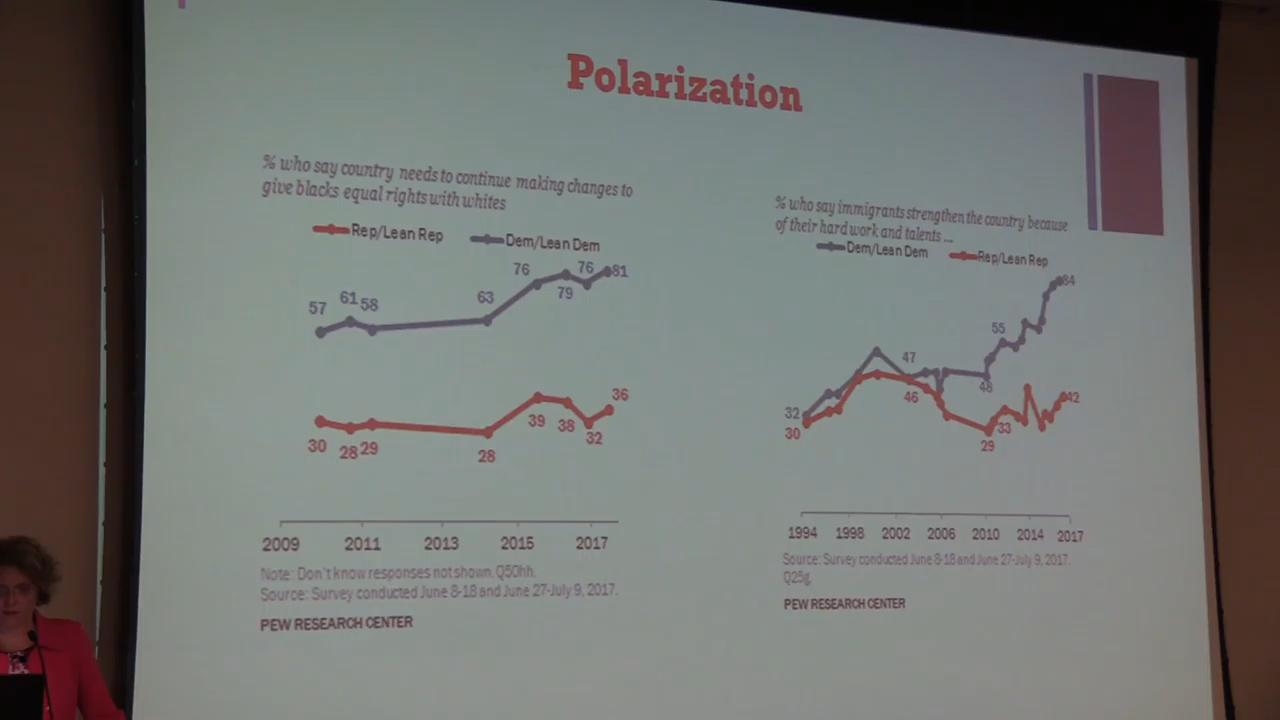 Polarization
% who say country needs to continue making changes to
give blacks equal rights with whites
Rep/Lean Rep Dem/Lean Dem
57 61 58 63 76 79 76 81
30 28 29 28 39 38 32 36
2009 2011 2013 2015 2017
Note: Don't know responses not shown. Q50hh.
Source: Survey conducted June 8-18 and June 27-July 9, 2017.
PEW RESEARCH CENTER
% who say immigrants strengthen the country because
of their hard work and talents ...
Dem/Lean Dem Rep/Lean Rep
32 47 48 55 84
30 46 29 33 42
1994 1998 2002 2006 2010 2014 2017
Source: Survey conducted June 8-18 and June 27-July 9, 2017.
Q25g.
PEW RESEARCH CENTER